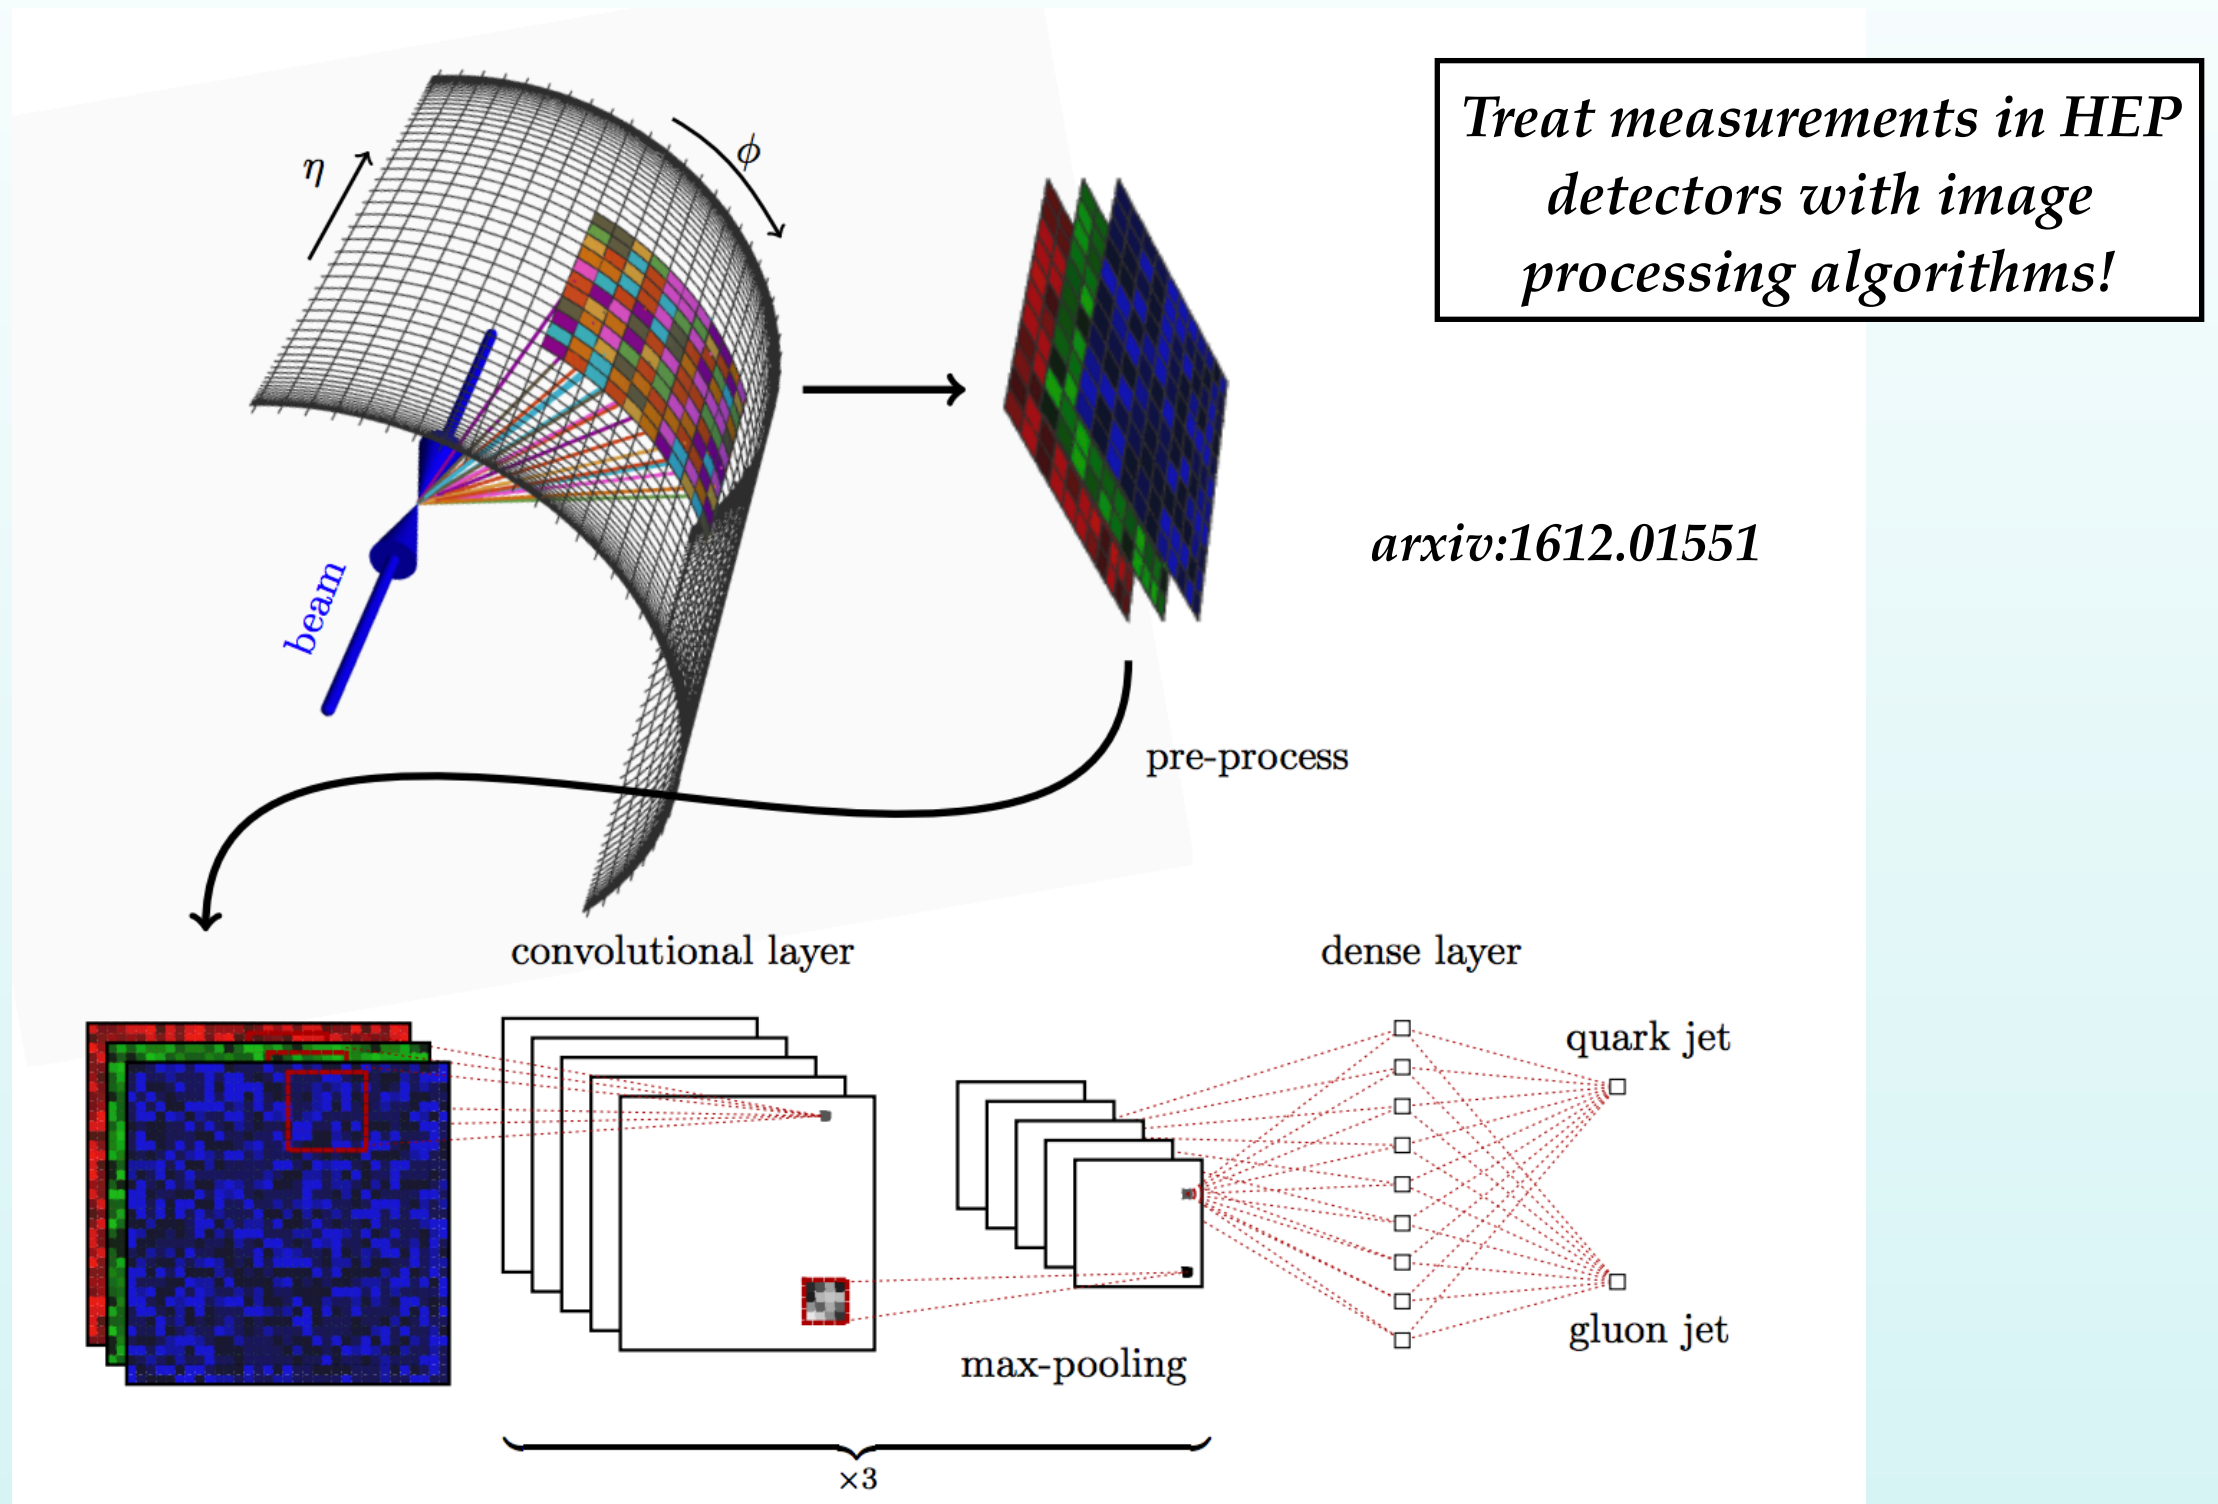 Treat measurements in HEP
detectors with image
processing algorithms!
η
ϕ
beam
arxiv:1612.01551
pre-process
convolutional layer
dense layer
quark jet
gluon jet
max-pooling
×3